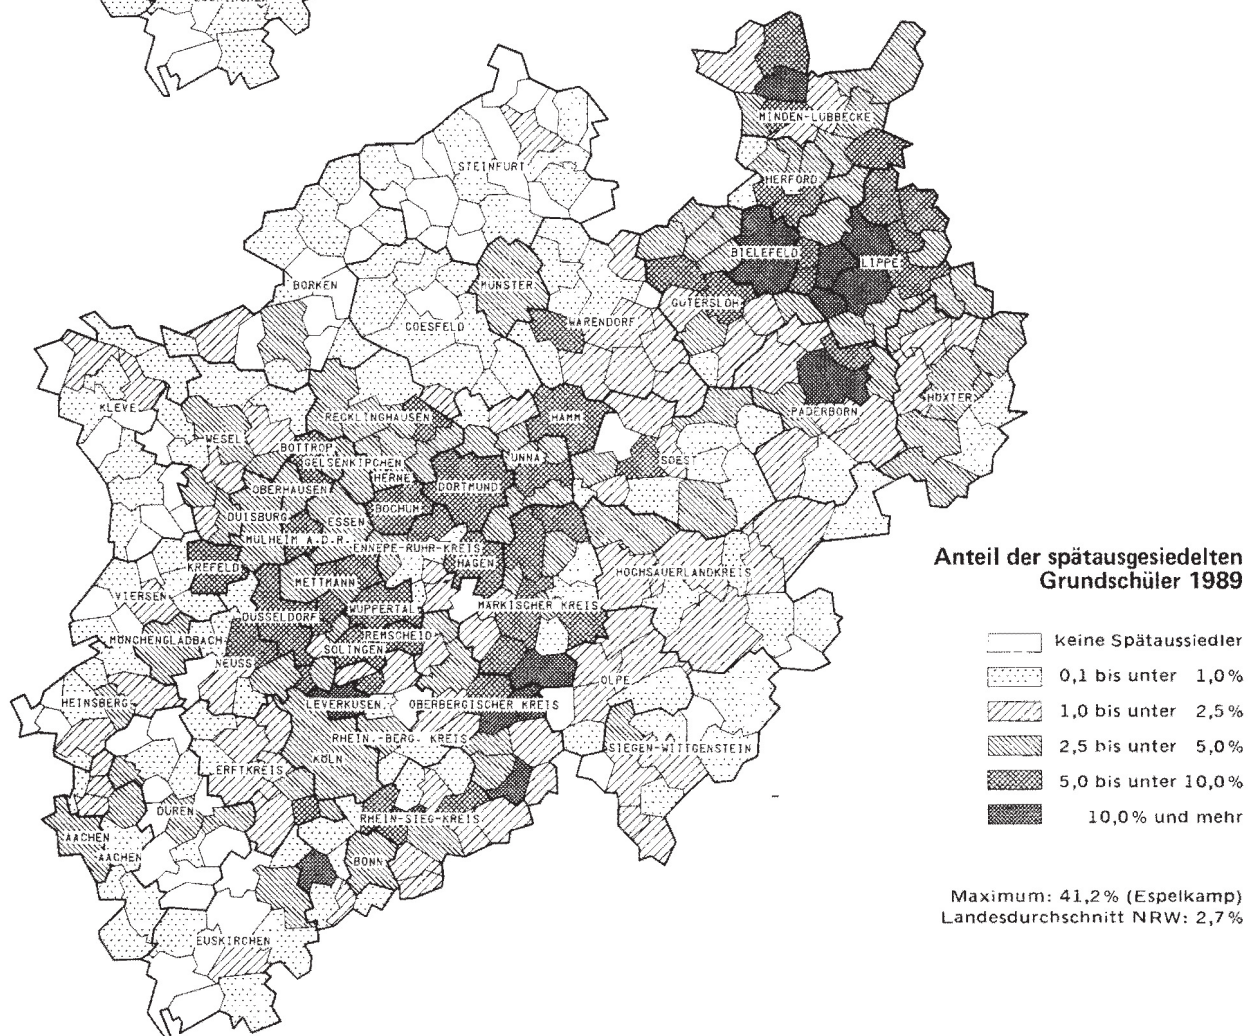 MINDEN-LÜBBECKE
STEINFURT
HERFORD
BIELEFELD
LIPPE
BORKEN
MÜNSTER
GÜTERSLOH
COESFELD
WARENDORF
KLEVE
RECKLINGHAUSEN
HAMM
PADERBORN
HÖXTER
WESEL
BOTTROP
GELSENKIRCHEN
UNNA
SOEST
HERNE
OBERHAUSEN
DORTMUND
DUISBURG
BOCHUM
ESSEN
MÜLHEIM A.D.R.
ENNEPE-RUHR-KREIS
KREFELD
HAGEN
METTMANN
HOCHSAUERLANDKREIS
VIERSEN
WUPPERTAL
MÄRKISCHER KREIS
DÜSSELDORF
MÖNCHENGLADBACH
REMSCHEID
SOLINGEN
NEUSS
OLPE
HEINSBERG
LEVERKUSEN
OBERBERGISCHER KREIS
RHEIN.-BERG. KREIS
SIEGEN-WITTGENSTEIN
KÖLN
ERFTKREIS
DÜREN
RHEIN-SIEG-KREIS
AACHEN
AACHEN
BONN
EUSKIRCHEN
Anteil der spätausgesiedelten
Grundschüler 1989
keine Spätaussiedler
0,1 bis unter 1,0%
1,0 bis unter 2,5%
2,5 bis unter 5,0%
5,0 bis unter 10,0%
10,0% und mehr
Maximum: 41,2% (Espelkamp)
Landesdurchschnitt NRW: 2,7%